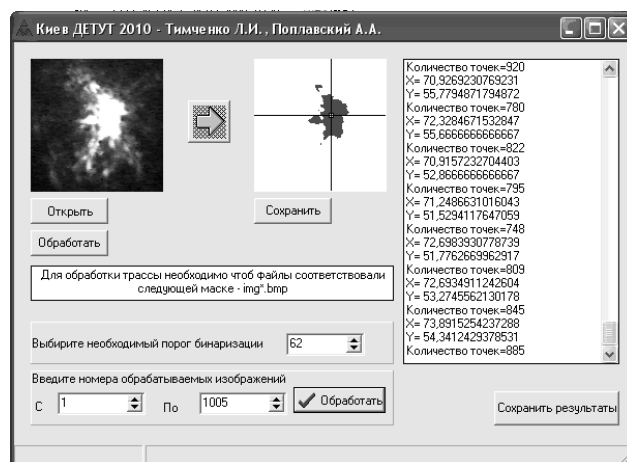 Киев ДЕТУТ 2010 - Тимченко Л.И., Поплавский А.А.
Открыть
Обработать
Сохранить
Для обработки трассы необходимо чтоб файлы соответствовали
следующей маске - img*.bmp
Выбирите необходимый порог бинаризации 62
Введите номера обрабатываемых изображений
С 1 По 1005 Обработать
Количество точек=920
X= 70,9269230769231
Y= 55,7794871794872
Количество точек=780
X= 72,3284671532847
Y= 55,6666666666667
Количество точек=822
X= 70,9157232704403
Y= 52,8666666666667
Количество точек=795
X= 71,2486631016043
Y= 51,5294117647059
Количество точек=748
X= 72,6983930778739
Y= 51,7762669962917
Количество точек=809
X= 72,6934911242604
Y= 53,2745562130178
Количество точек=845
X= 73,8915254237288
Y= 54,3412429378531
Количество точек=885
Сохранить результаты